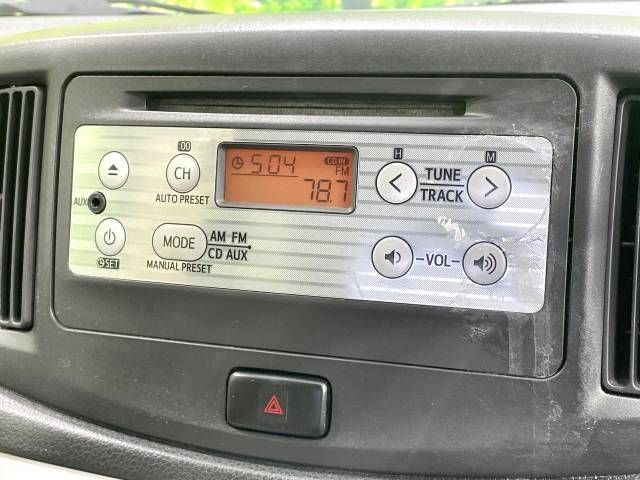 :00
CH
AUTO PRESET
AUX
5:04
CD IN
FM
78.7
H
M
TUNE
TRACK
SET
MODE
AM FM
CD AUX
MANUAL PRESET
-VOL-